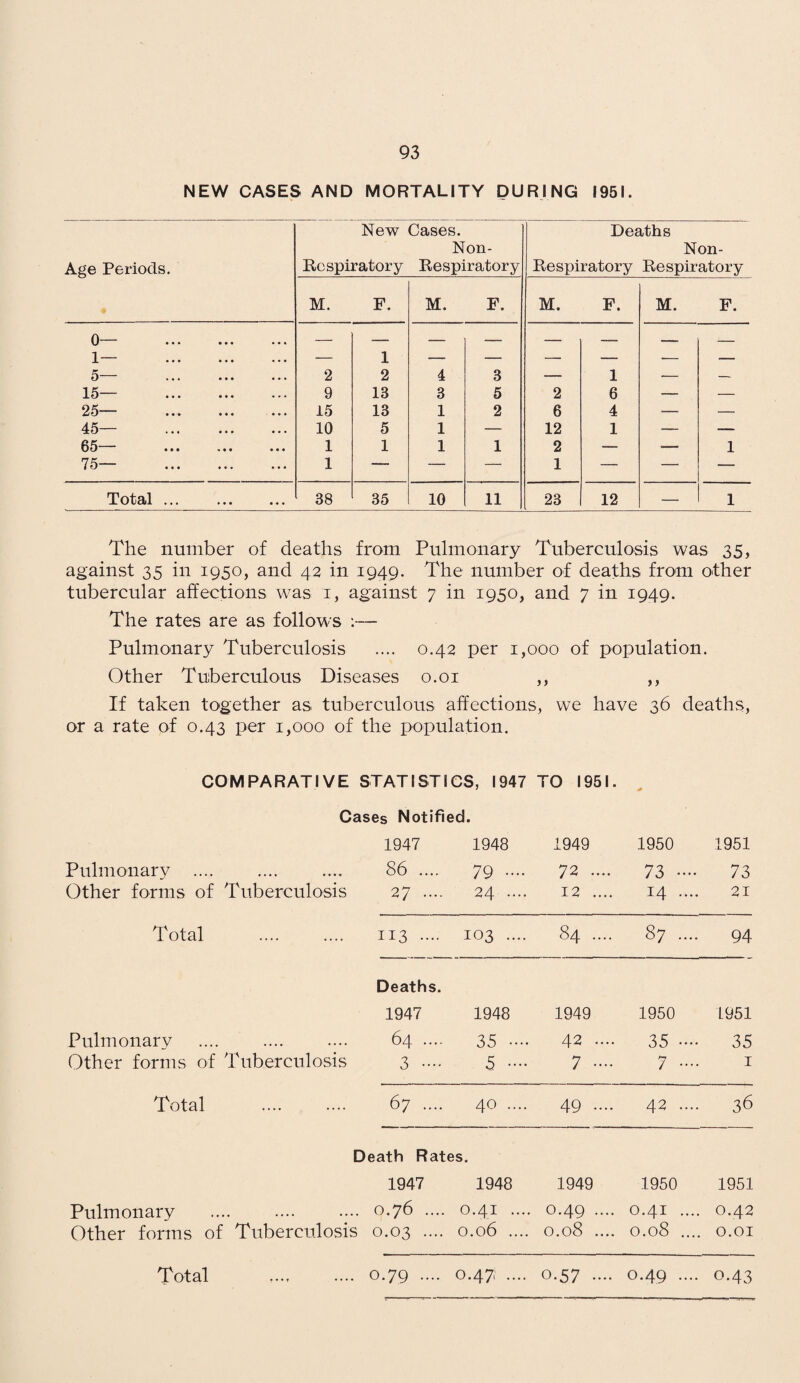 93
NEW CASES AND MORTALITY DURING 1951.
Age Periods. New Cases. Deaths
Respiratory Non-Respiratory Respiratory Non-Respiratory
M. F. M. F. M. F. M. F.
0— ... ... ... — — — — — — — —
1— ... ... ... — 1 — — — — — —
5— ... ... ... 2 2 4 3 — 1 — —
15— ... ... ... 9 13 3 5 2 6 — —
25— ... ... ... 15 13 1 2 6 4 — —
45— ... ... ... 10 5 1 — 12 1 — —
65— ... ... ... 1 1 1 1 2 — — 1
75— ... ... ... 1 — — — 1 — — —
Total ... ... ... 38 35 10 11 23 12 — 1
The number of deaths from Pulmonary Tuberculosis was 35,
against 35 in 1950, and 42 in 1949. The number of deaths from other
tubercular affections was 1, against 7 in 1950, and 7 in 1949.
The rates are as follows :—
Pulmonary Tuberculosis .... 0.42 per 1,000 of population.
Other Tuberculous Diseases 0.01 ,, ,,
If taken together as tuberculous affections, we have 36 deaths,
or a rate of 0.43 per 1,000 of the population.
COMPARATIVE STATISTICS, 1947 TO 1951.
Cases Notified.
1947 1948 1949 1950 1951
Pulmonary .... .... .... 86 .... 79 .... 72 .... 73 .... 73
Other forms of Tuberculosis 27 .... 24 .... 12 .... 14 .... 21
Total .... .... 113 .... 103 .... 84 .... 87 .... 94
Deaths.
1947 1948 1949 1950 1951
Pulmonary .... .... .... 64 .... 35 .... 42 .... 35 .... 35
Other forms of Tuberculosis 3 .... 5 .... 7 .... 7 .... 1
Total .... .... 67 .... 40 .... 49 .... 42 .... 36
Death Rates.
1947 1948 1949 1950 1951
Pulmonary .... .... .... 0.76 .... 0.41 .... 0.49 .... 0.41 .... 0.42
Other forms of Tuberculosis 0.03 .... 0.06 .... 0.08 .... 0.08 .... 0.01
Total .... .... 0.79 .... 0.47 .... 0.57 .... 0.49 .... 0.43